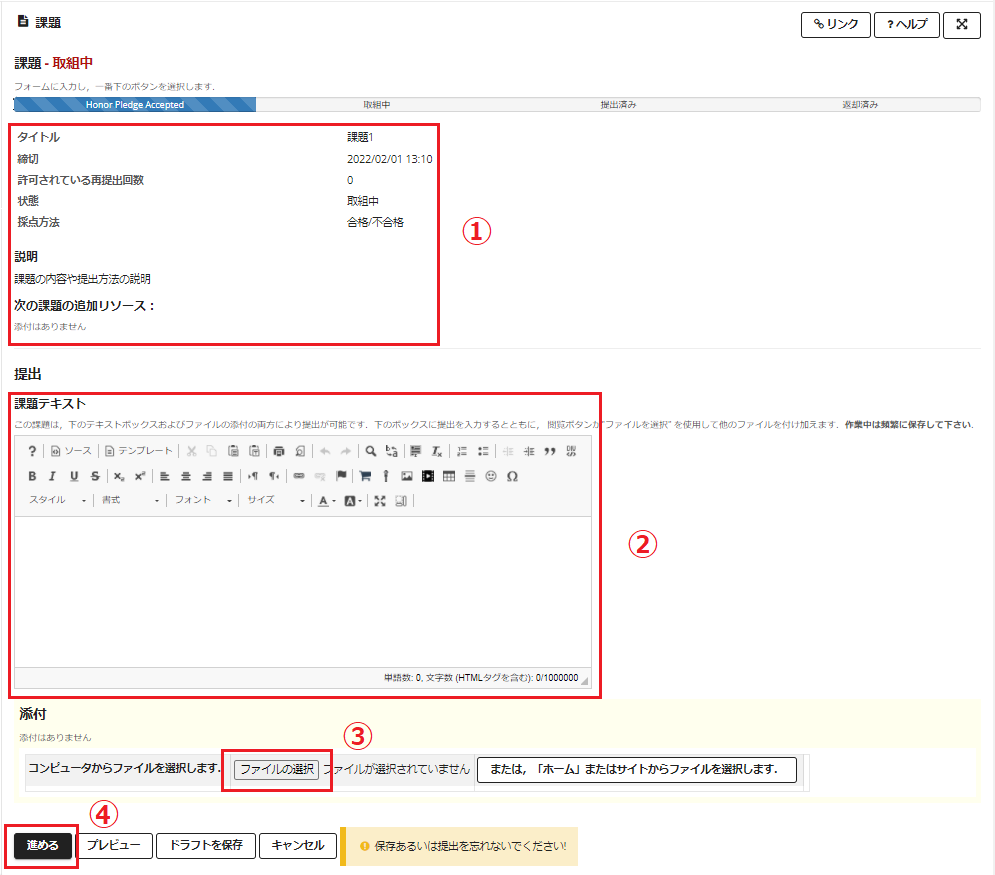 課題
リンク
? ヘルプ
課題 - 取組中
フォームに入力し，一番下のボタンを選択します．
Honor Pledge Accepted 取組中 提出済み 返却済み
タイトル 課題1
締切 2022/02/01 13:10
許可されている再提出回数 0
状態 取組中
採点方法 合格/不合格
①
説明
課題の内容や提出方法の説明
次の課題の追加リソース：
添付はありません
提出
課題テキスト
この課題は，下のテキストボックスおよびファイルの添付の両方により提出が可能です．下のボックスに提出を入力するとともに， 閲覧ボタンか"ファイルを選択" を使用して他のファイルを付け加えます．作業中は頻繁に保存して下さい．
? ソース テンプレート
B I U S x₂ x² Ω
スタイル 書式 フォント サイズ A A
②
単語数: 0, 文字数 (HTMLタグを含む): 0/1000000
添付
添付はありません
③
コンピュータからファイルを選択します． ファイルの選択 ファイルが選択されていません または，「ホーム」またはサイトからファイルを選択します．
④
進める プレビュー ドラフトを保存 キャンセル 保存あるいは提出を忘れないでください!